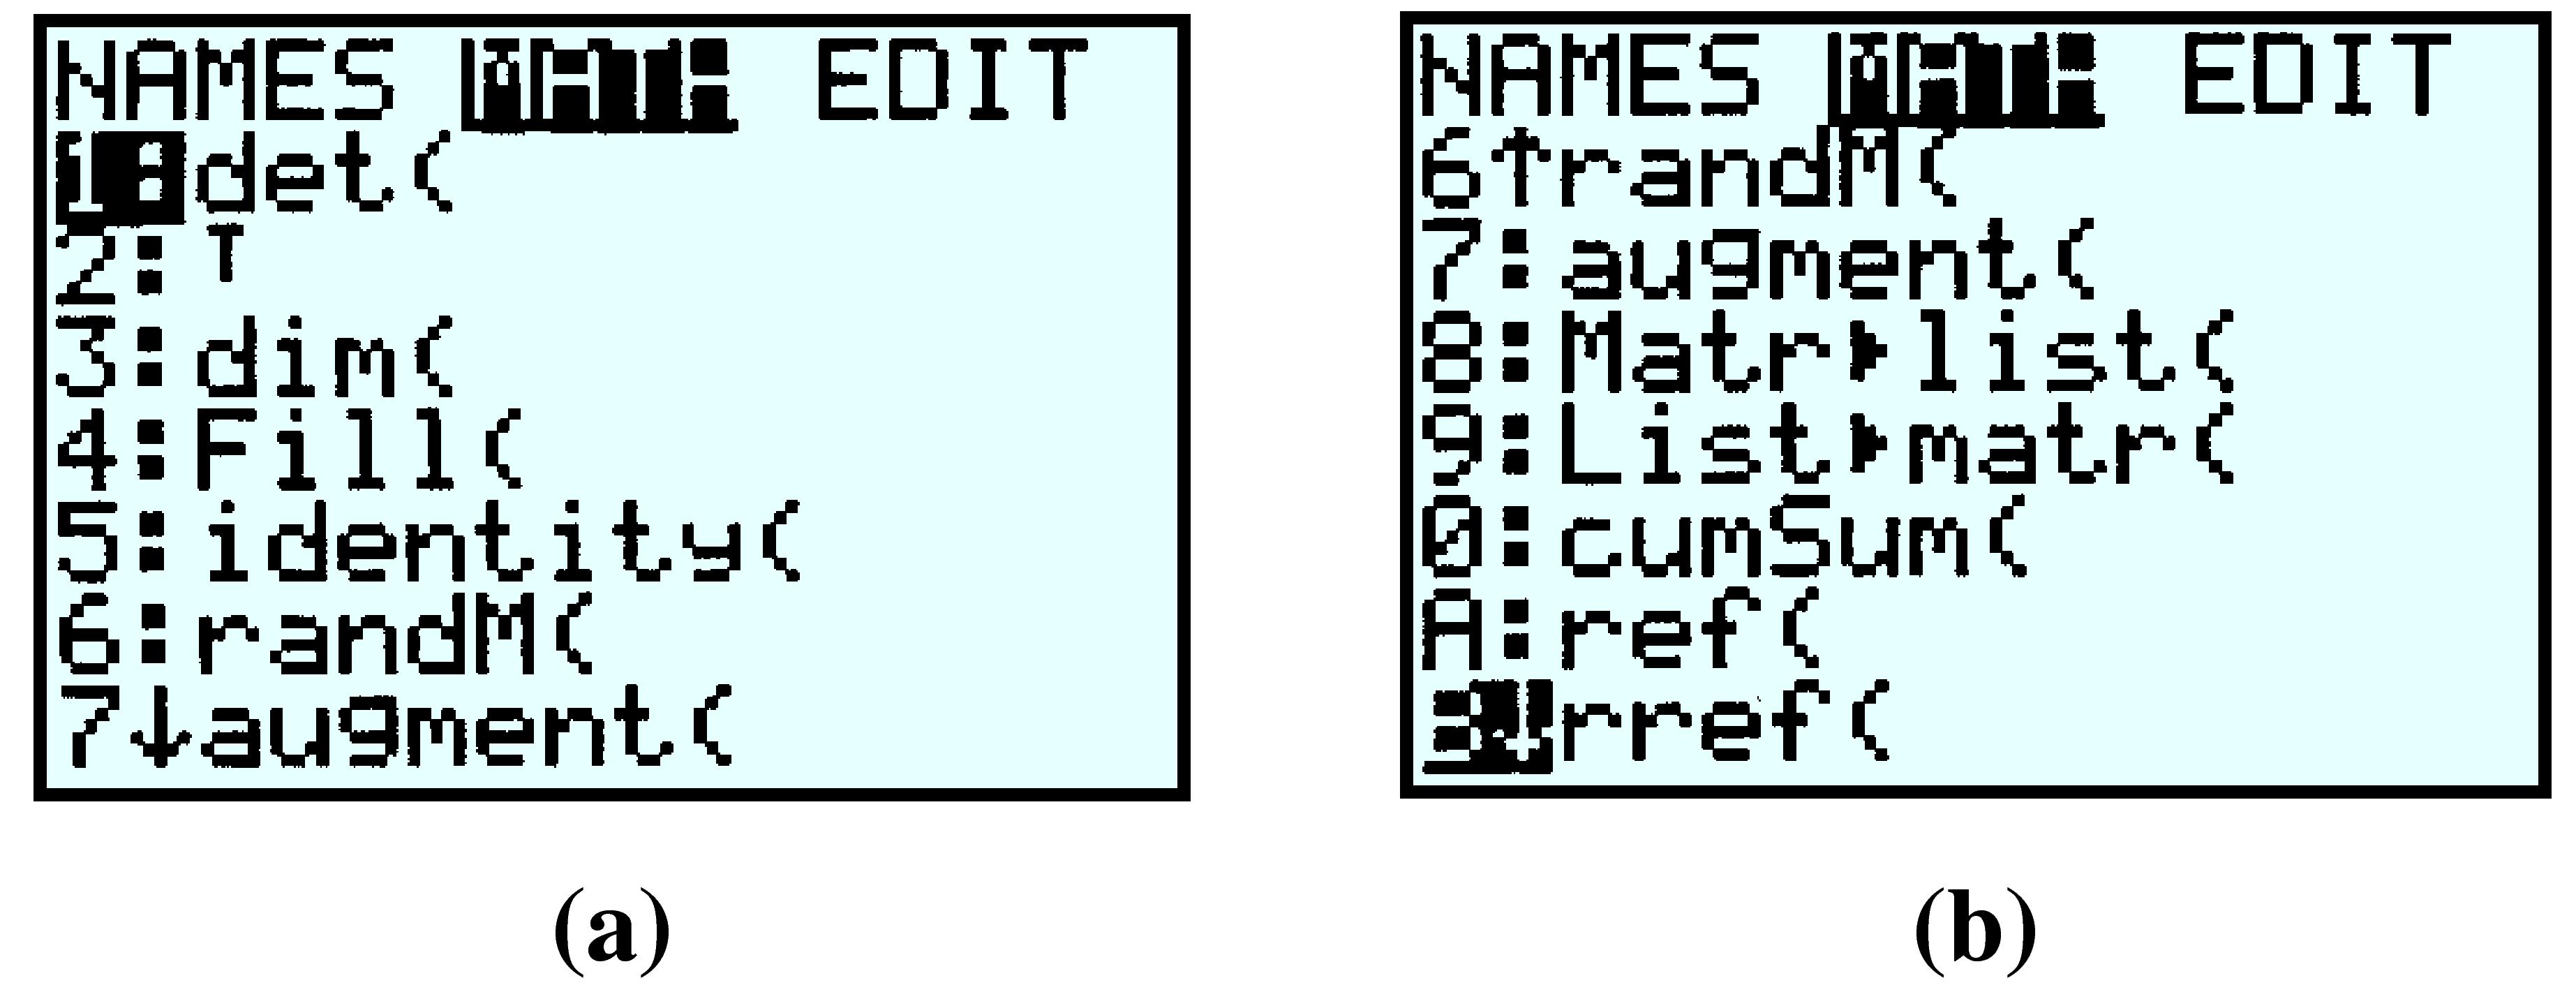 NAMES MATH EDIT
1:det(
2:T
3:dim(
4:Fill(
5:identity(
6:randM(
7↓augment(
(a)
NAMES MATH EDIT
6↑randM(
7:augment(
8:Matr▶list(
9:List▶matr(
0:cumSum(
A:ref(
rref(
(b)